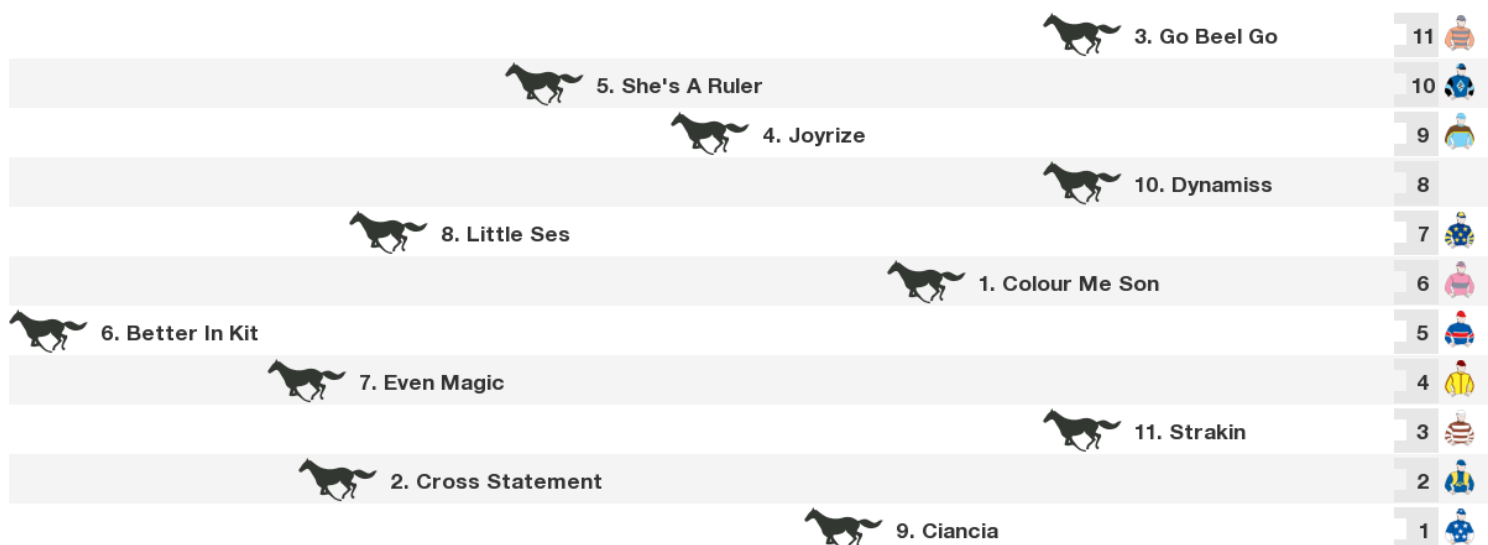 3. Go Beel Go 11
5. She's A Ruler 10
4. Joyrize 9
10. Dynamiss 8
8. Little Ses 7
1. Colour Me Son 6
6. Better In Kit 5
7. Even Magic 4
11. Strakin 3
2. Cross Statement 2
9. Ciancia 1